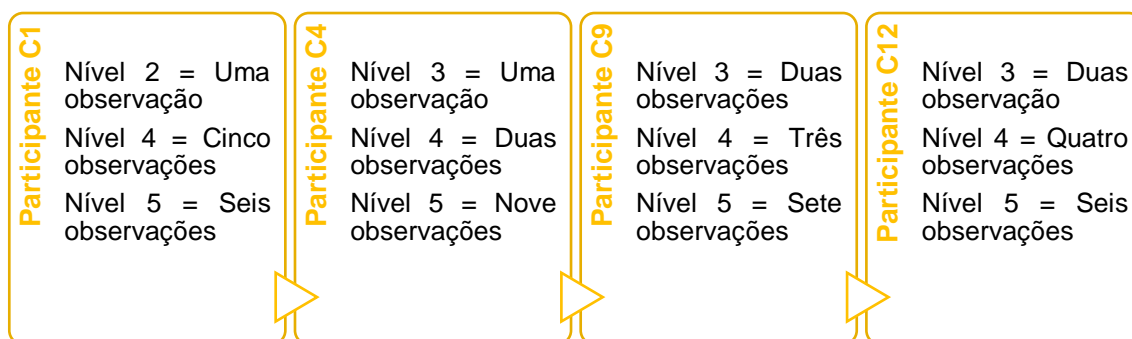 Participante C1
Nível 2 = Uma
observação
Nível 4 = Cinco
observações
Nível 5 = Seis
observações
Participante C4
Nível 3 = Uma
observação
Nível 4 = Duas
observações
Nível 5 = Nove
observações
Participante C9
Nível 3 = Duas
observações
Nível 4 = Três
observações
Nível 5 = Sete
observações
Participante C12
Nível 3 = Duas
observação
Nível 4 = Quatro
observações
Nível 5 = Seis
observações